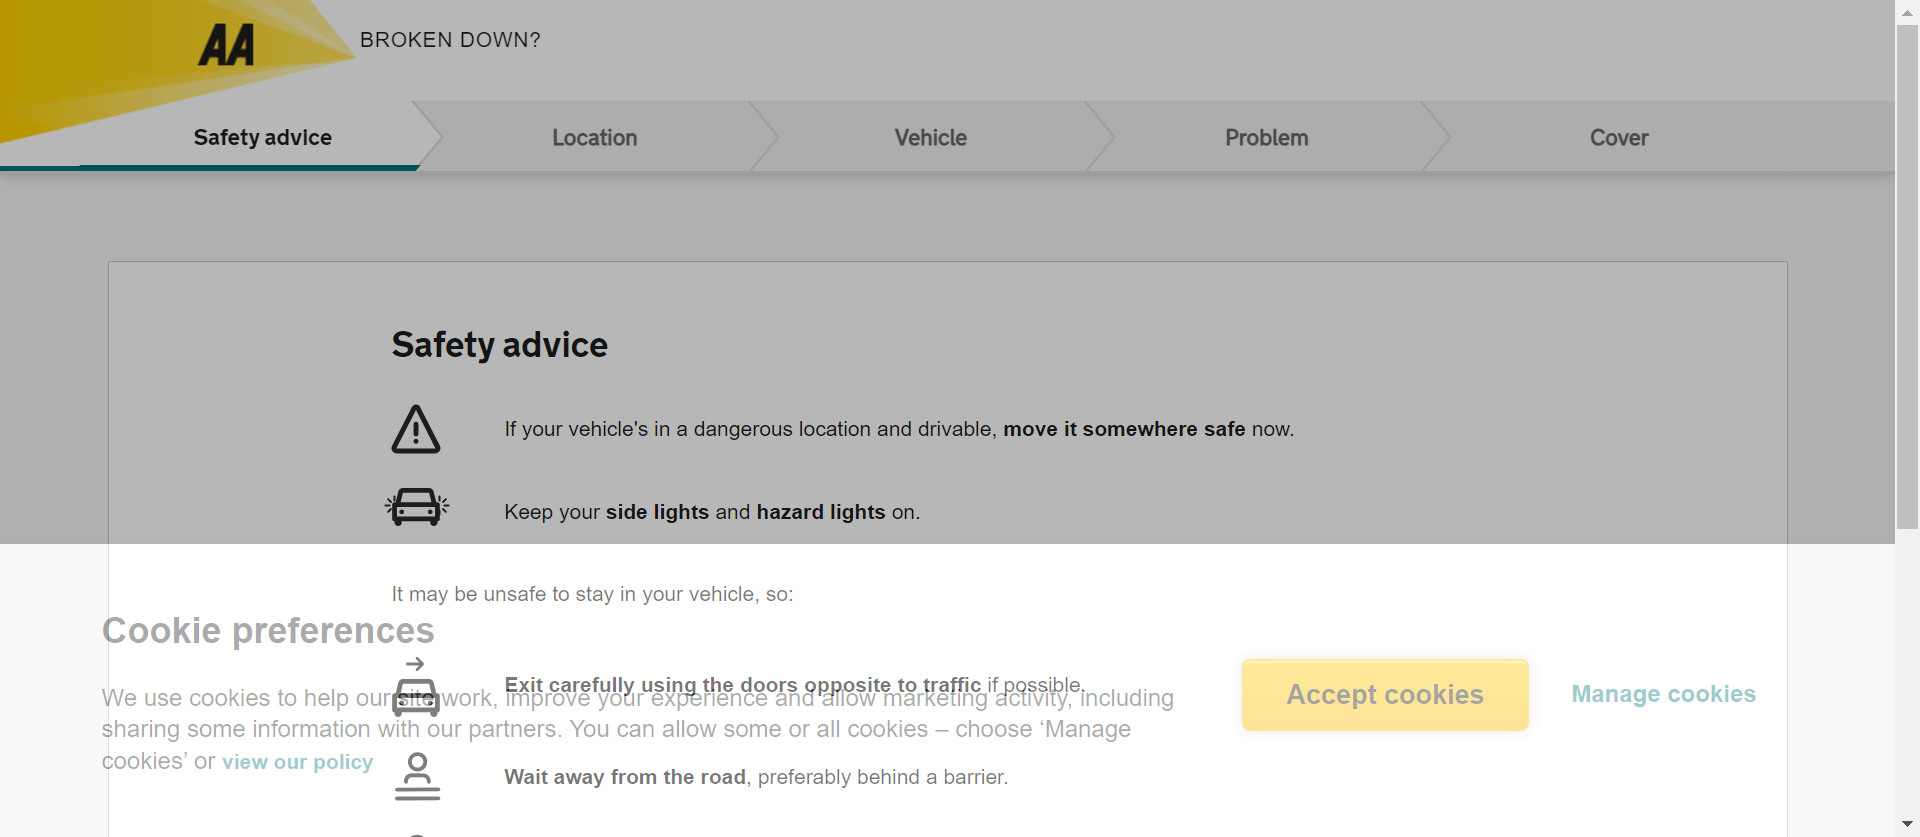 AA
BROKEN DOWN?
Safety advice
Location
Vehicle
Problem
Cover
Safety advice
If your vehicle's in a dangerous location and drivable, move it somewhere safe now.
Keep your side lights and hazard lights on.
It may be unsafe to stay in your vehicle, so:
Cookie preferences
Exit carefully using the doors opposite to traffic if possible.
We use cookies to help our site work, improve your experience and allow marketing activity, including
sharing some information with our partners. You can allow some or all cookies – choose ‘Manage
cookies’ or view our policy
Accept cookies
Manage cookies
Wait away from the road, preferably behind a barrier.